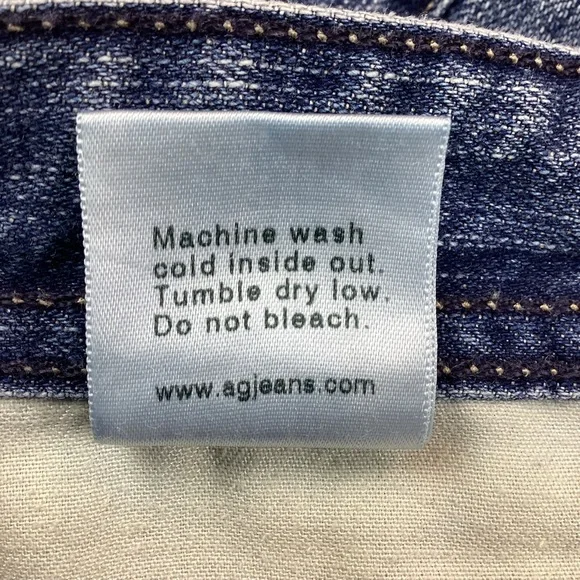 Machine wash
cold inside out.
Tumble dry low.
Do not bleach.
www.agjeans.com